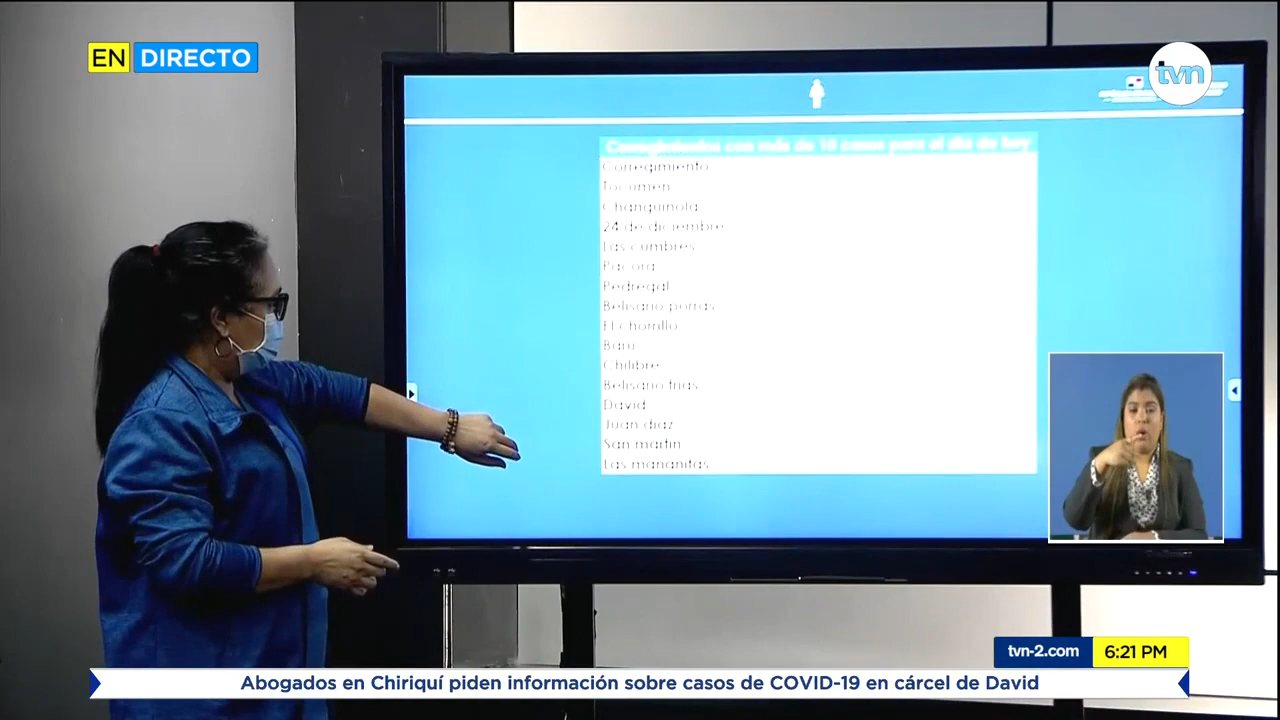 EN DIRECTO
tvn
Corregimientos con más de 10 casos para el día de hoy
Corregimiento
Tocumen
Changuinola
24 de diciembre
Las cumbres
Pacora
Pedregal
Belisario porras
El chorrillo
Baru
Chilibre
Belisario frias
David
Juan diaz
San martin
Las mananitas
tvn-2.com 6:21 PM
Abogados en Chiriquí piden información sobre casos de COVID-19 en cárcel de David